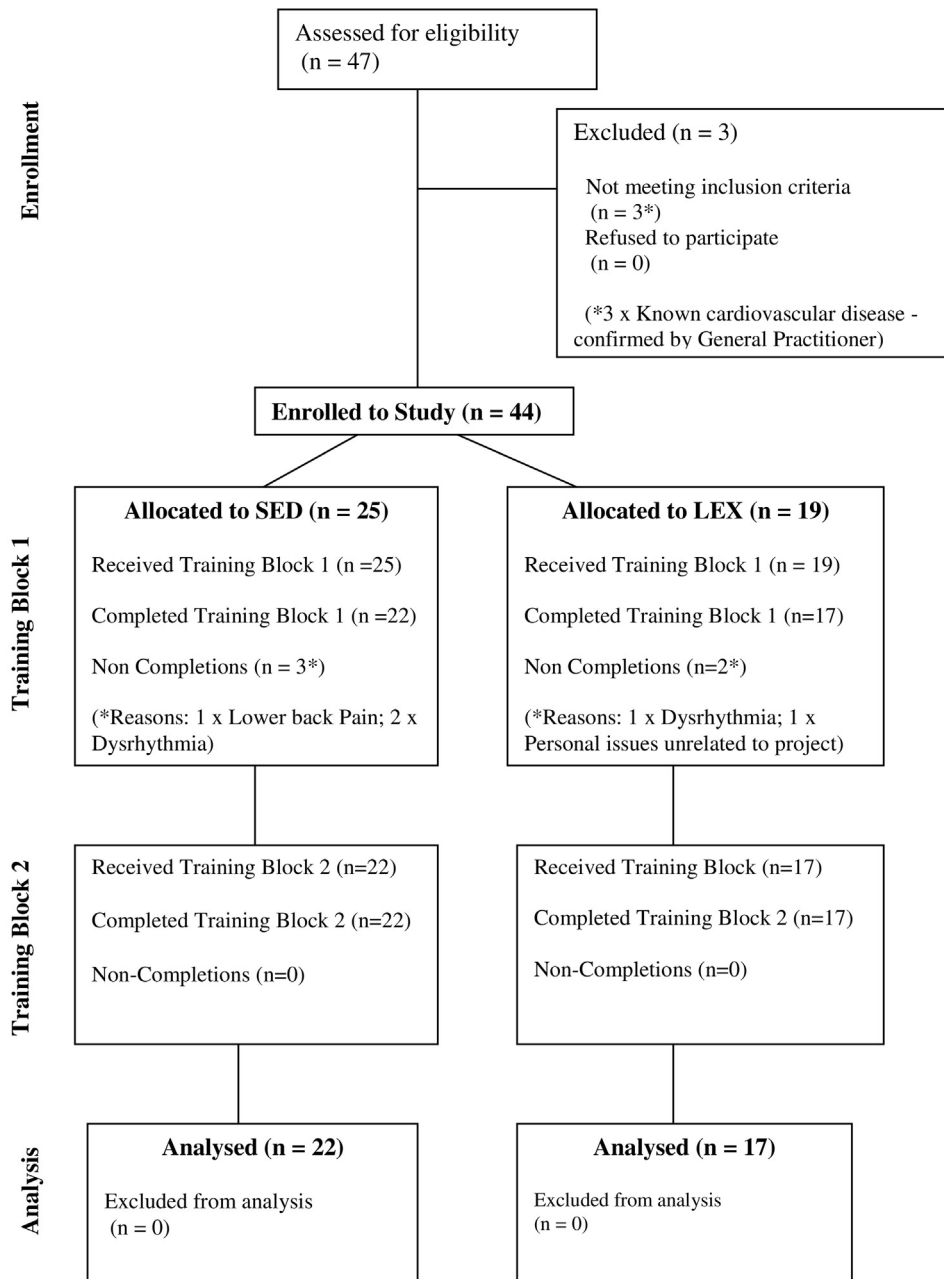 Assessed for eligibility
(n = 47)
Enrollment
Excluded (n = 3)
Not meeting inclusion criteria
(n = 3*)
Refused to participate
(n = 0)
(*3 x Known cardiovascular disease -
confirmed by General Practitioner)
Enrolled to Study (n = 44)
Training Block 1
Allocated to SED (n = 25)
Received Training Block 1 (n =25)
Completed Training Block 1 (n =22)
Non Completions (n = 3*)
(*Reasons: 1 x Lower back Pain; 2 x
Dysrhythmia)
Allocated to LEX (n = 19)
Received Training Block 1 (n = 19)
Completed Training Block 1 (n=17)
Non Completions (n=2*)
(*Reasons: 1 x Dysrhythmia; 1 x
Personal issues unrelated to project)
Training Block 2
Received Training Block 2 (n=22)
Completed Training Block 2 (n=22)
Non-Completions (n=0)
Received Training Block (n=17)
Completed Training Block 2 (n=17)
Non-Completions (n=0)
Analysis
Analysed (n = 22)
Excluded from analysis
(n = 0)
Analysed (n = 17)
Excluded from analysis
(n = 0)